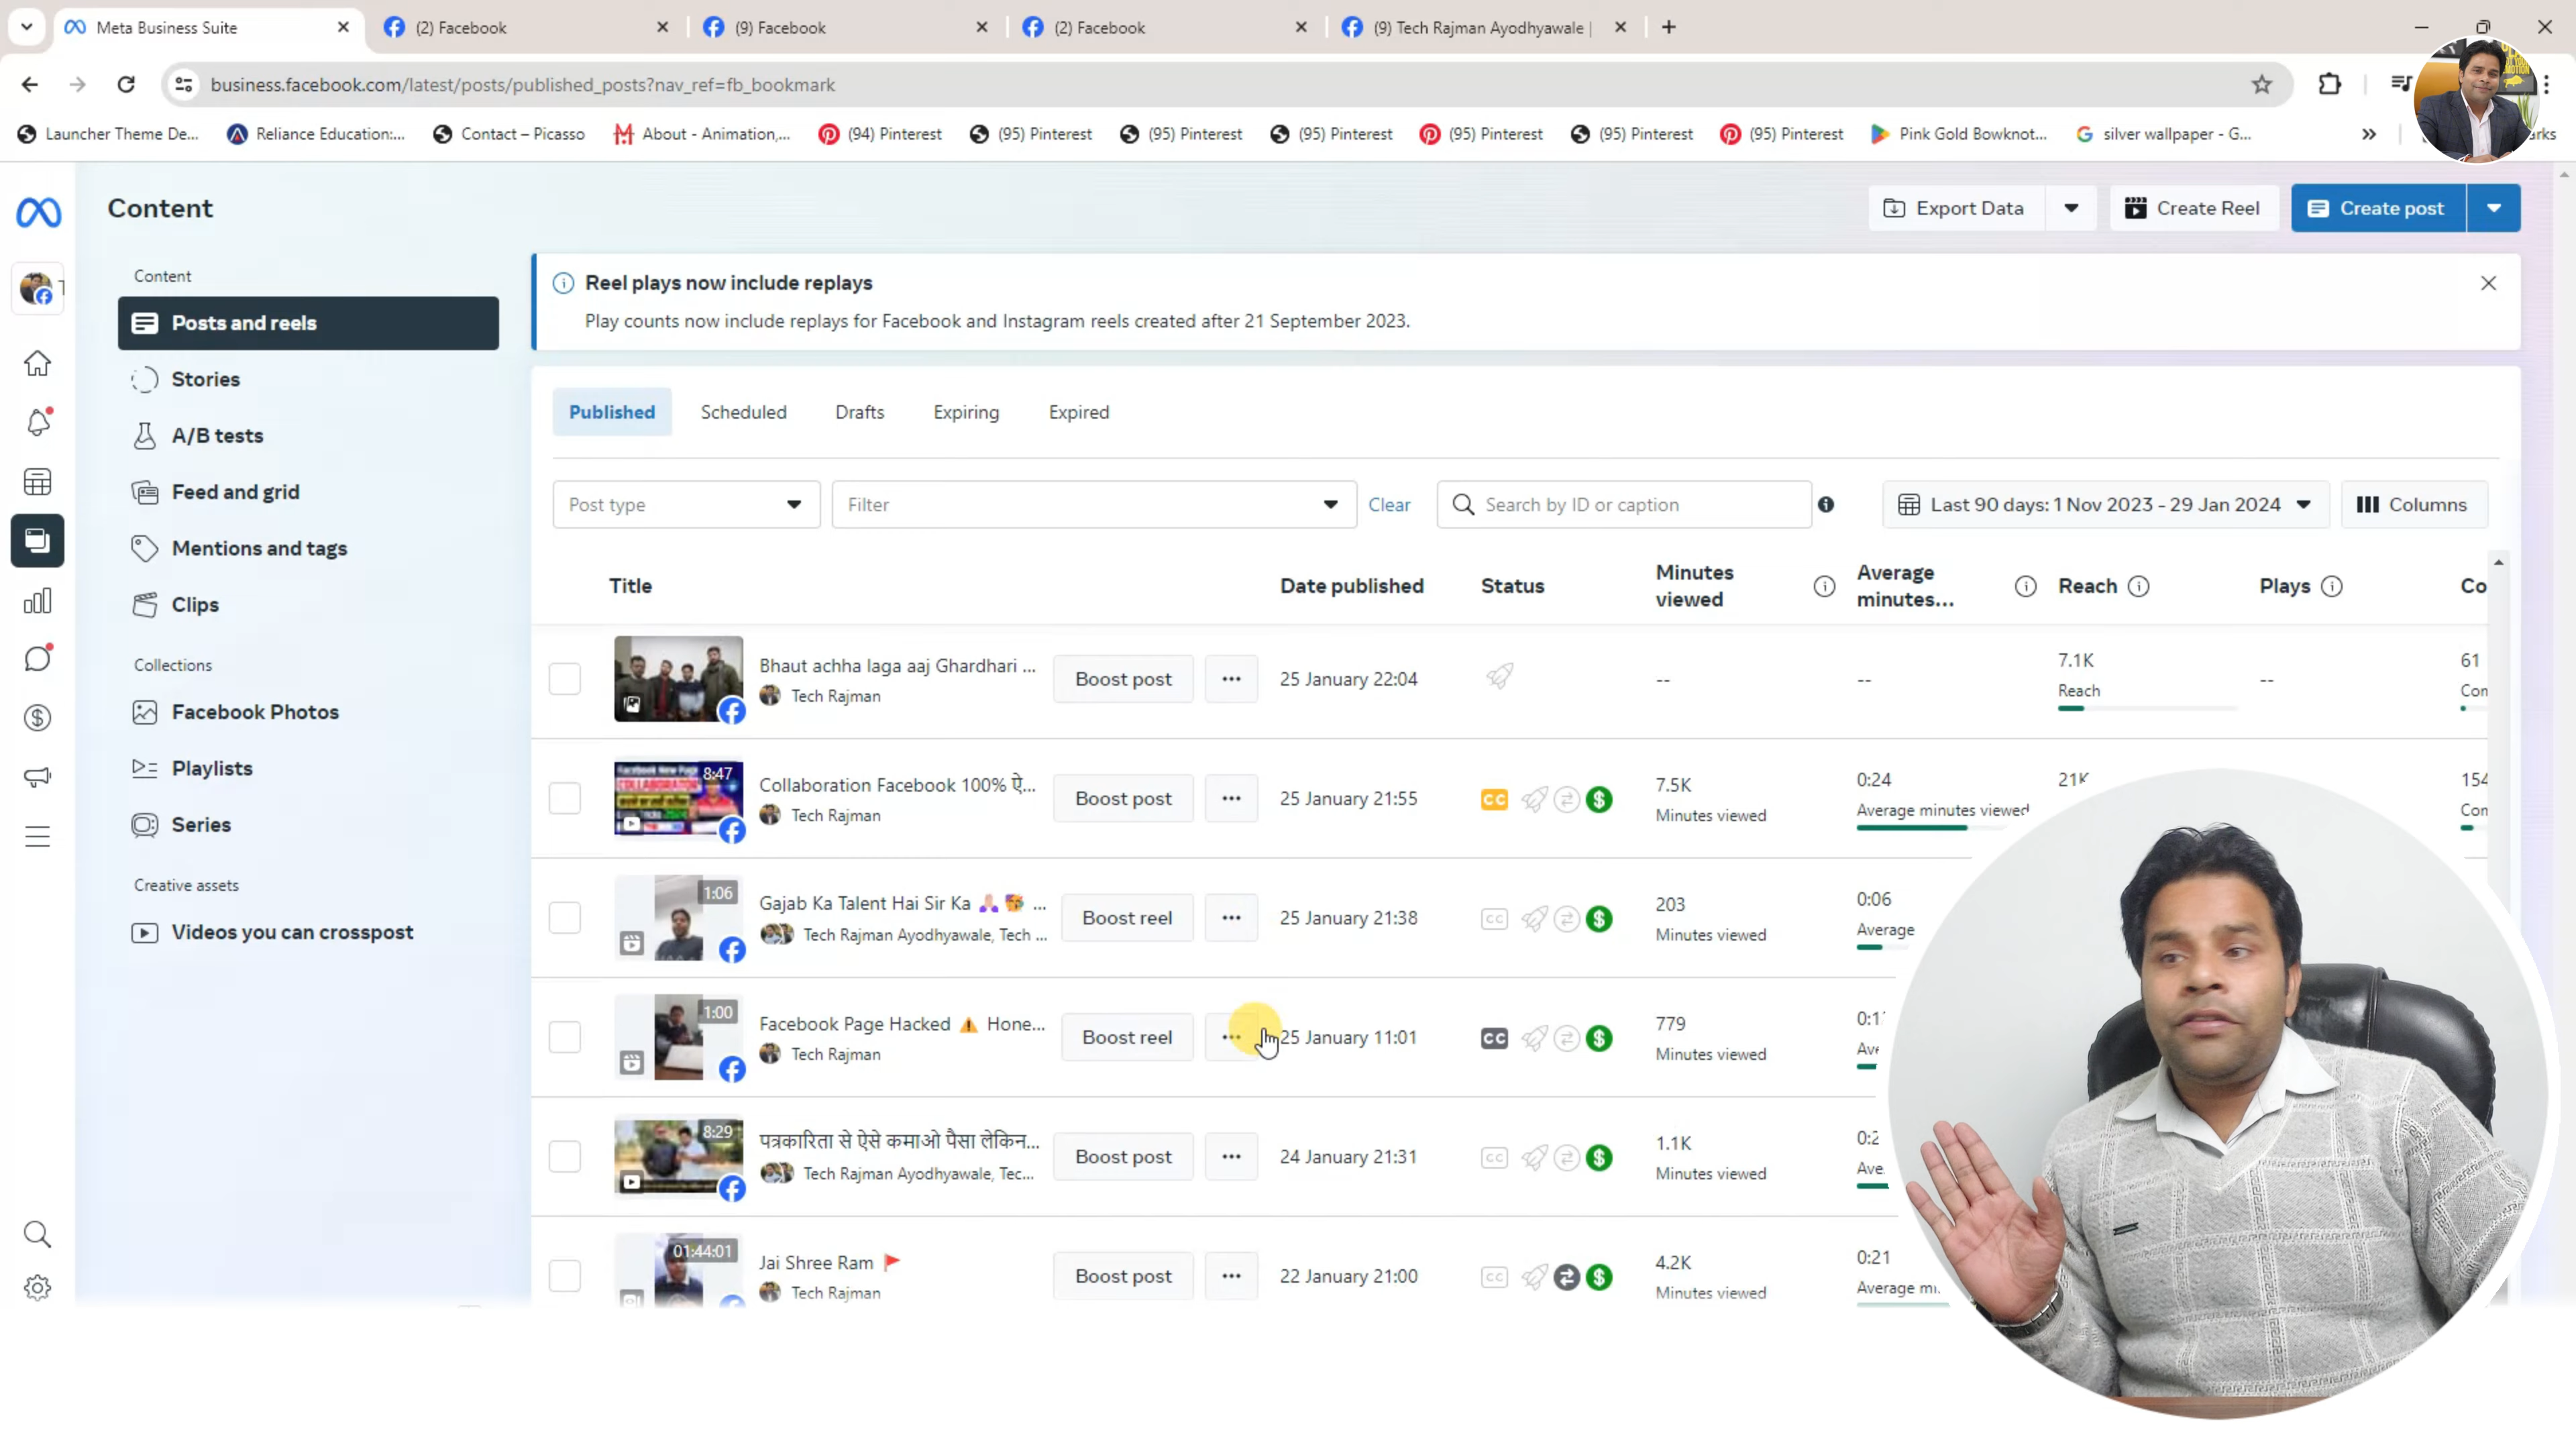 Meta Business Suite
(2) Facebook
(9) Facebook
(2) Facebook
(9) Tech Rajman Ayodhyawale |
business.facebook.com/latest/posts/published_posts?nav_ref=fb_bookmark
Launcher Theme De...
Reliance Education:...
Contact – Picasso
About - Animation,...
(94) Pinterest
(95) Pinterest
(95) Pinterest
(95) Pinterest
(95) Pinterest
(95) Pinterest
(95) Pinterest
Pink Gold Bowknot...
silver wallpaper - G...
Content
Export Data
Create Reel
Create post
Content
Posts and reels
Stories
A/B tests
Feed and grid
Mentions and tags
Clips
Collections
Facebook Photos
Playlists
Series
Creative assets
Videos you can crosspost
Reel plays now include replays
Play counts now include replays for Facebook and Instagram reels created after 21 September 2023.
Published Scheduled Drafts Expiring Expired
Post type Filter Clear Search by ID or caption Last 90 days: 1 Nov 2023 - 29 Jan 2024 Columns
Title Date published Status Minutes viewed Average minutes... Reach Plays Co
Bhaut achha laga aaj Ghardhari ...
Tech Rajman
Boost post ... 25 January 22:04 -- -- 7.1K Reach -- 61 Con
8:47
Collaboration Facebook 100% ऐ...
Tech Rajman
Boost post ... 25 January 21:55 CC $ 7.5K Minutes viewed 0:24 Average minutes viewed 21K 154 Con
1:06
Gajab Ka Talent Hai Sir Ka ...
Tech Rajman Ayodhyawale, Tech ...
Boost reel ... 25 January 21:38 CC $ 203 Minutes viewed 0:06 Average
1:00
Facebook Page Hacked ⚠ Hone...
Tech Rajman
Boost reel ... 25 January 11:01 CC $ 779 Minutes viewed
8:29
पत्रकारिता से ऐसे कमाओ पैसा लेकिन...
Tech Rajman Ayodhyawale, Tec...
Boost post ... 24 January 21:31 CC $ 1.1K Minutes viewed
01:44:01
Jai Shree Ram
Tech Rajman
Boost post ... 22 January 21:00 CC $ 4.2K Minutes viewed 0:21 Average mi